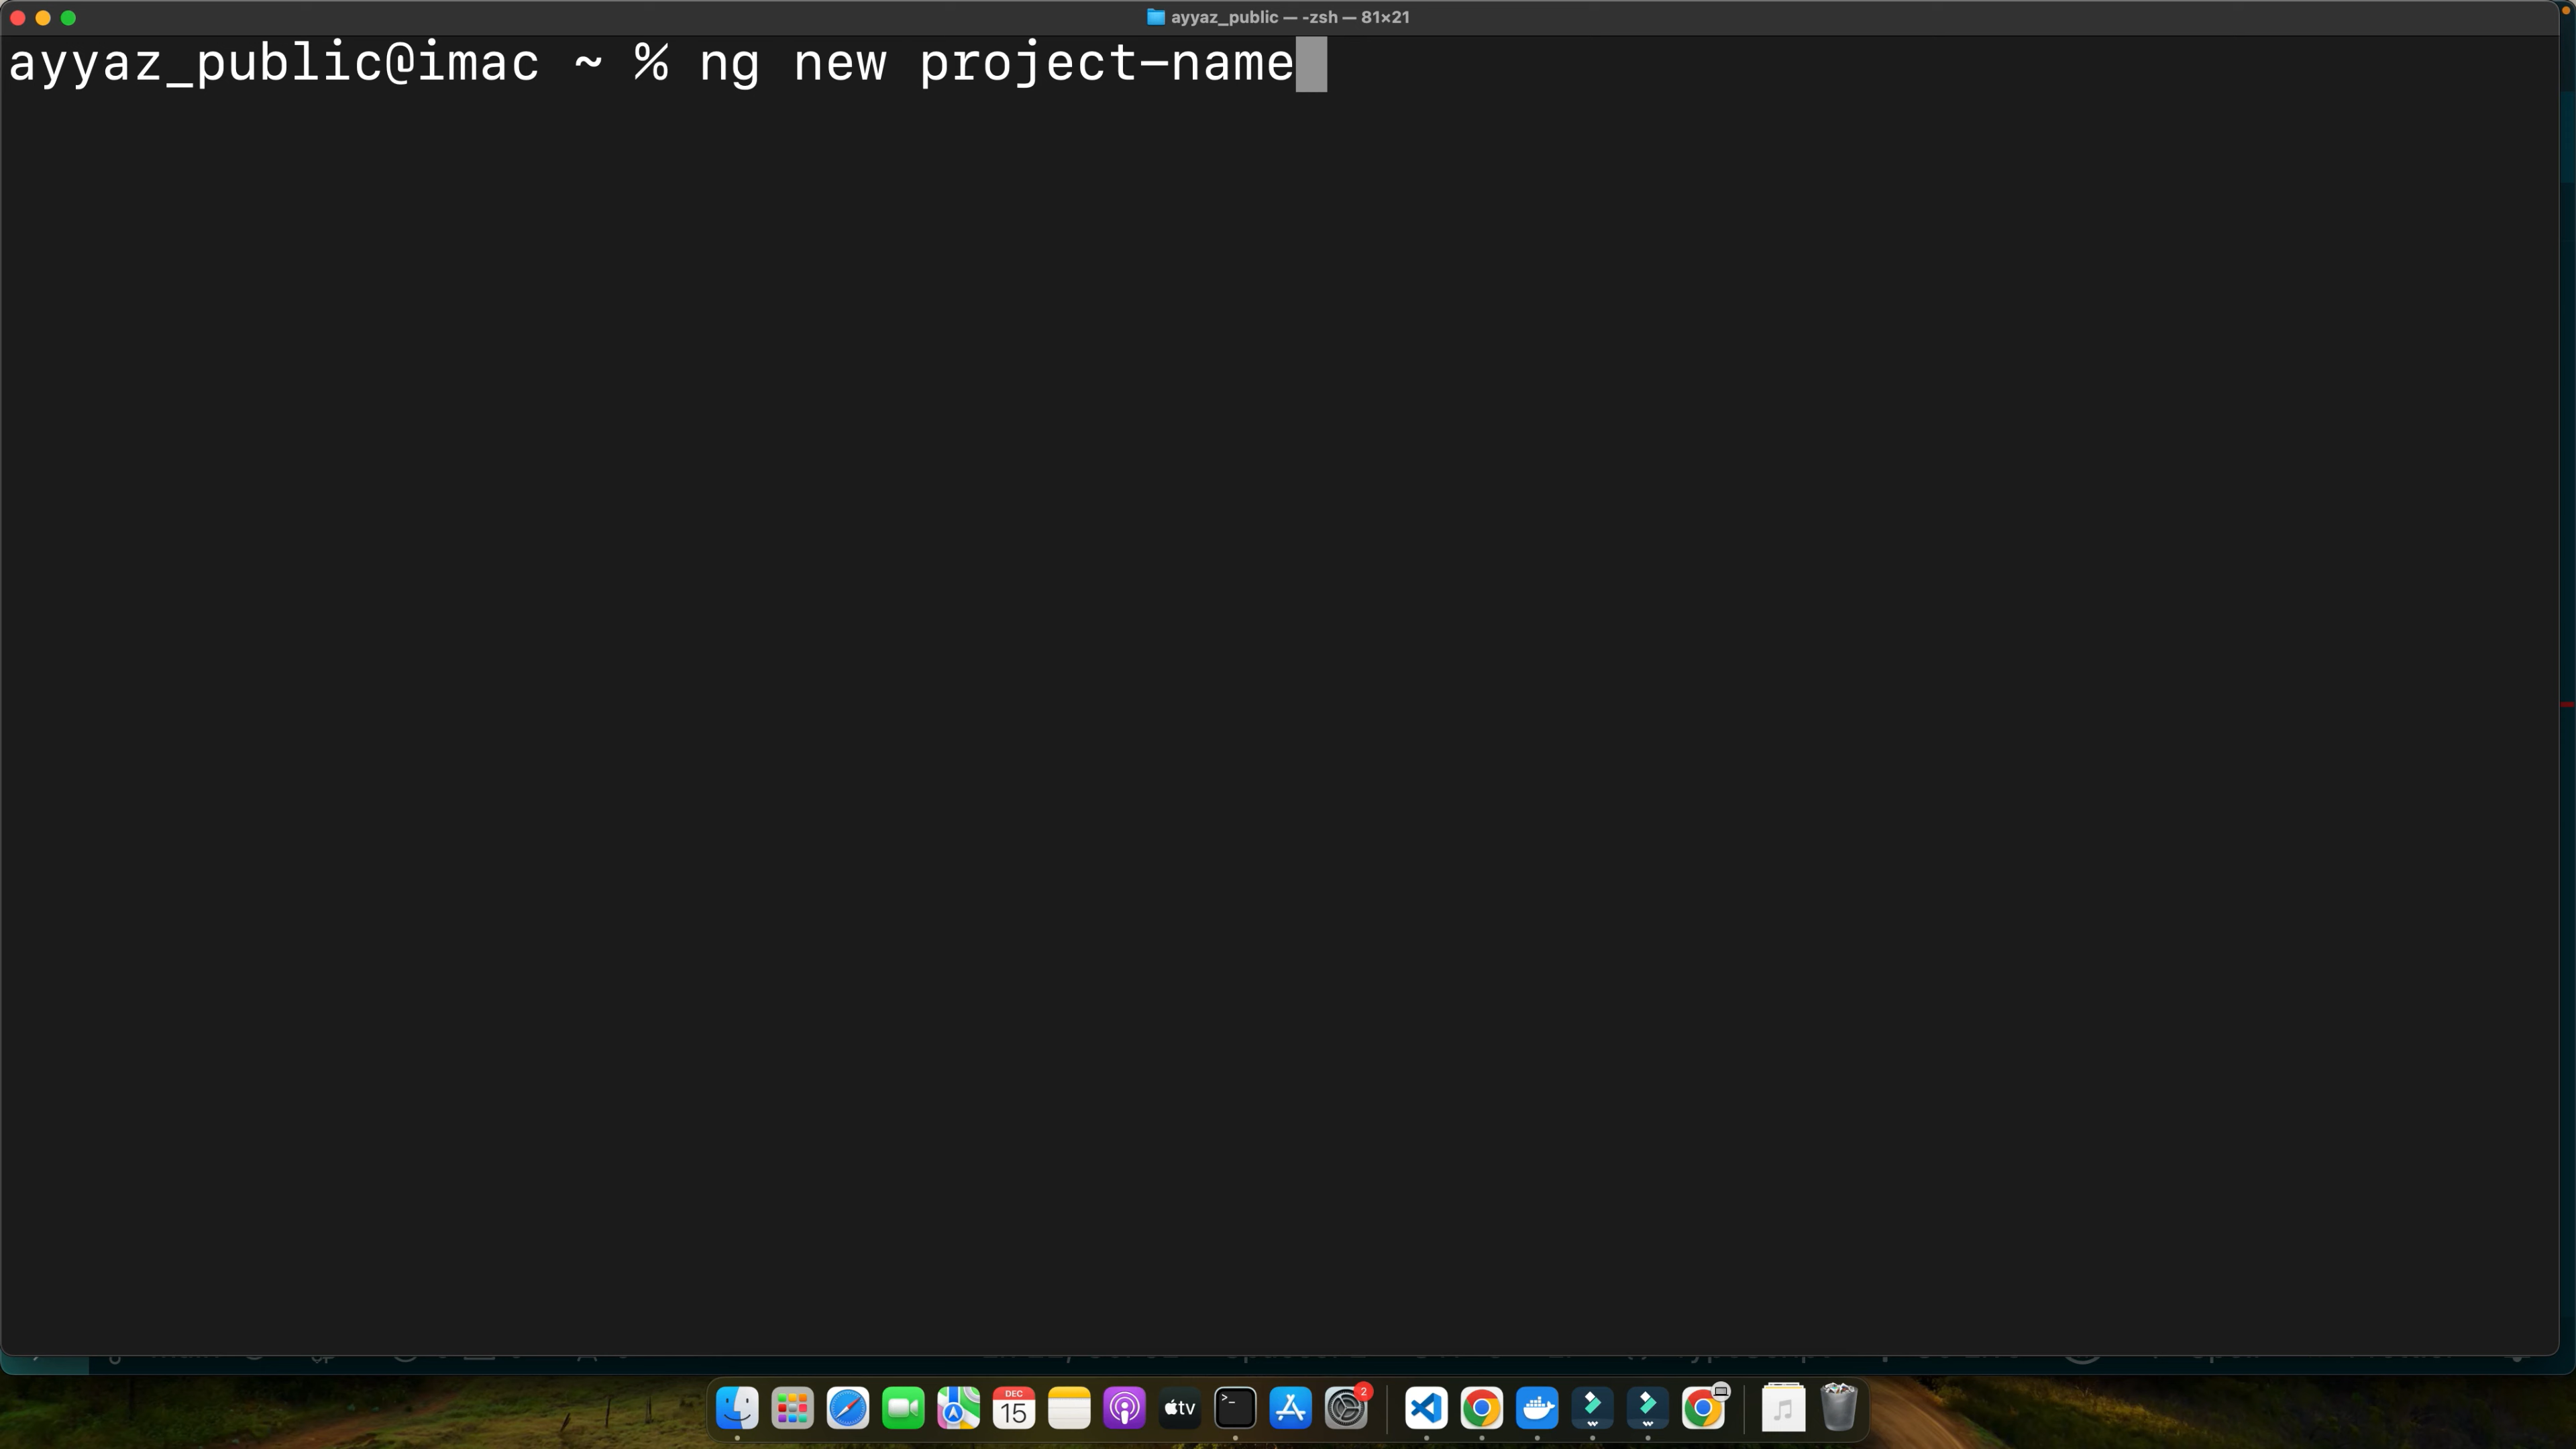 ayyaz_public — -zsh — 81×21
ayyaz_public@imac ~ % ng new project-name
DEC
15
tv
>_
2